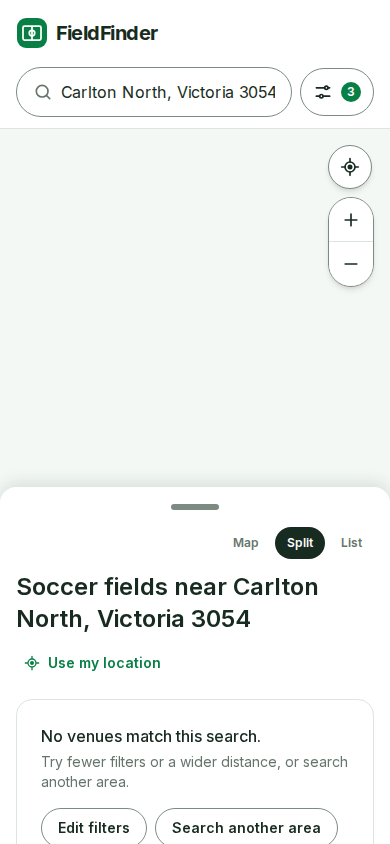 FieldFinder
Carlton North, Victoria 3054
3
Map Split List
Soccer fields near Carlton
North, Victoria 3054
Use my location
No venues match this search.
Try fewer filters or a wider distance, or search
another area.
Edit filters Search another area